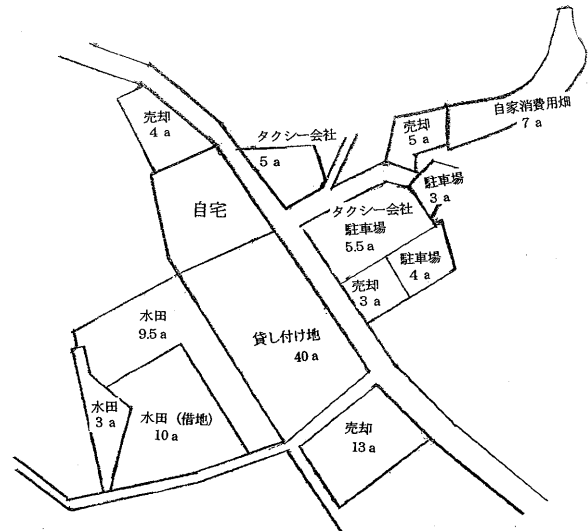 売却
4 a
タクシー会社
5 a
売却
5 a
自家消費用畑
7 a
駐車場
3 a
自宅
タクシー会社
駐車場
5.5 a
駐車場
4 a
売却
3 a
水田
9.5 a
貸し付け地
40 a
水田
3 a
水田（借地）
10 a
売却
13 a